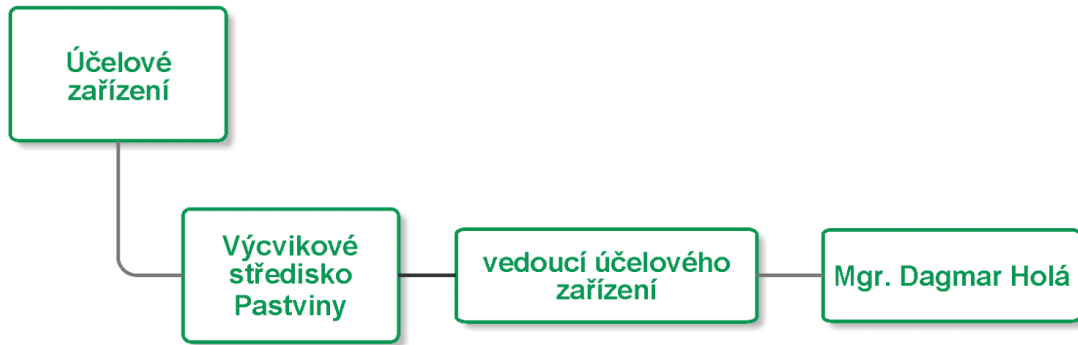 Účelové
zařízení
Výcvikové
středisko
Pastviny
vedoucí účelového
zařízení
Mgr. Dagmar Holá